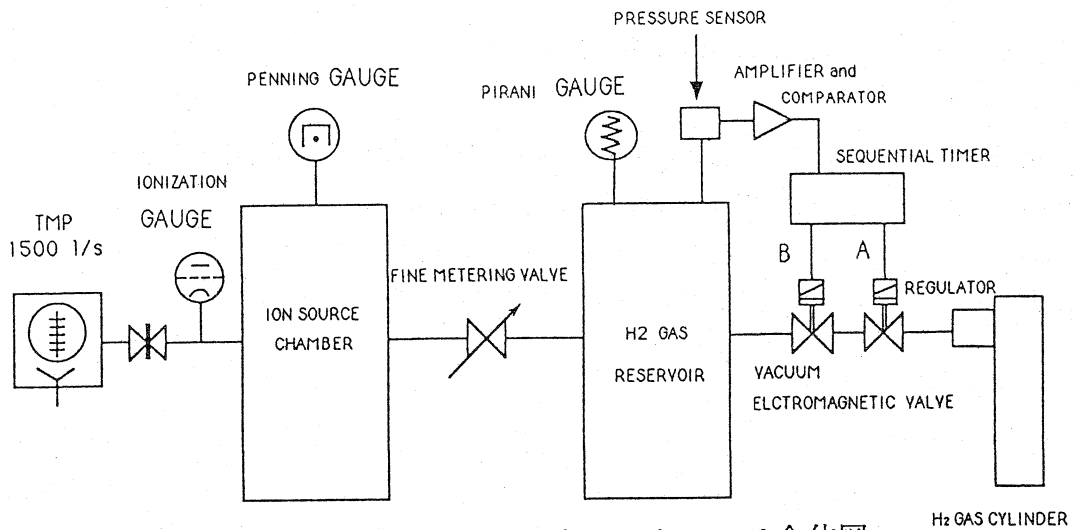 PRESSURE SENSOR
PENNING GAUGE
PIRANI GAUGE
AMPLIFIER and
COMPARATOR
IONIZATION
GAUGE
SEQUENTIAL TIMER
TMP
1500 l/s
B
A
FINE METERING VALVE
REGULATOR
ION SOURCE
CHAMBER
H2 GAS
RESERVOIR
VACUUM
ELCTROMAGNETIC VALVE
H2 GAS CYLINDER